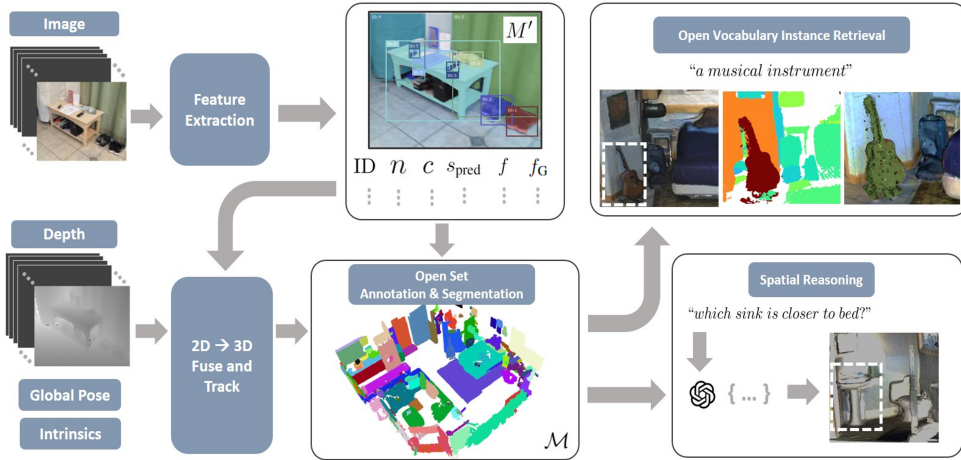 Image
Feature
Extraction
M′
ID n c s_pred f f_G
Open Vocabulary Instance Retrieval
“a musical instrument”
Depth
2D → 3D
Fuse and
Track
Global Pose
Intrinsics
Open Set
Annotation & Segmentation
M
Spatial Reasoning
“which sink is closer to bed?”
{ ... }